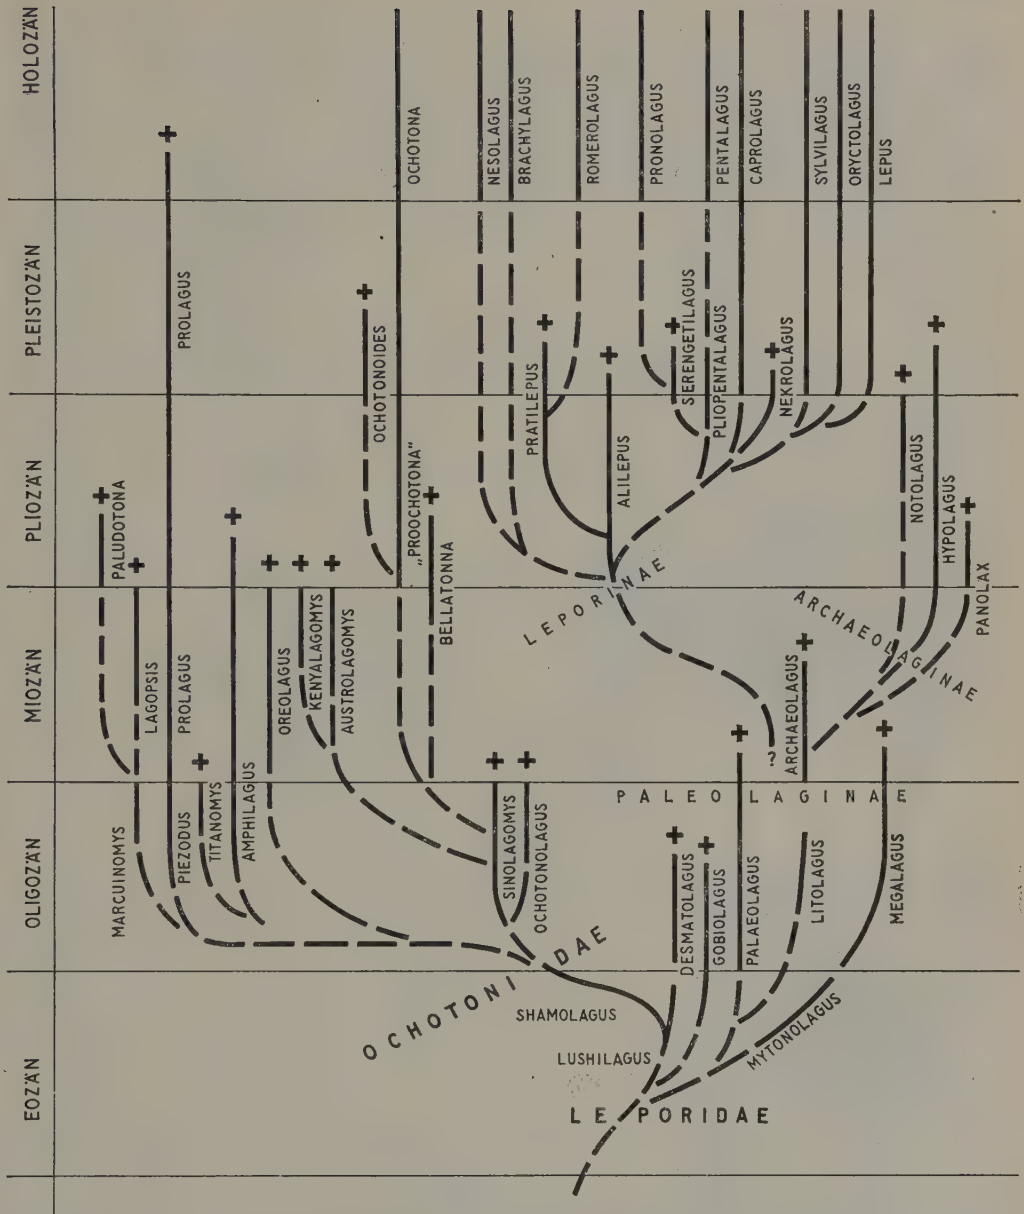 HOLOZÄN
OCHOTONA
NESOLAGUS
BRACHYLAGUS
ROMEROLAGUS
PRONOLAGUS
PENTALAGUS
CAPROLAGUS
SYLVILAGUS
ORYCTOLAGUS
LEPUS
PLEISTOZÄN
PROLAGUS
OCHOTONOIDES
PRATILEPUS
SERENGETILAGUS
PLIOPENTALAGUS
NEKROLAGUS
PLIOZÄN
PALUDOTONA
„PROOCHOTONA“
BELLATONNA
ALILEPUS
NOTOLAGUS
HYPOLAGUS
PANOLAX
LEPORINAE
ARCHAEOLAGINAE
MIOZÄN
LAGOPSIS
PROLAGUS
OREOLAGUS
KENYALAGOMYS
AUSTROLAGOMYS
ARCHAEOLAGUS
?
PALEOLAGINAE
OLIGOZÄN
MARCUINOMYS
PIEZODUS
TITANOMYS
AMPHILAGUS
SINOLAGOMYS
OCHOTONOLAGUS
DESMATOLAGUS
GOBIOLAGUS
PALAEOLAGUS
LITOLAGUS
MEGALAGUS
OCHOTONIDAE
EOZÄN
SHAMOLAGUS
LUSHILAGUS
MYTONOLAGUS
LEPORIDAE